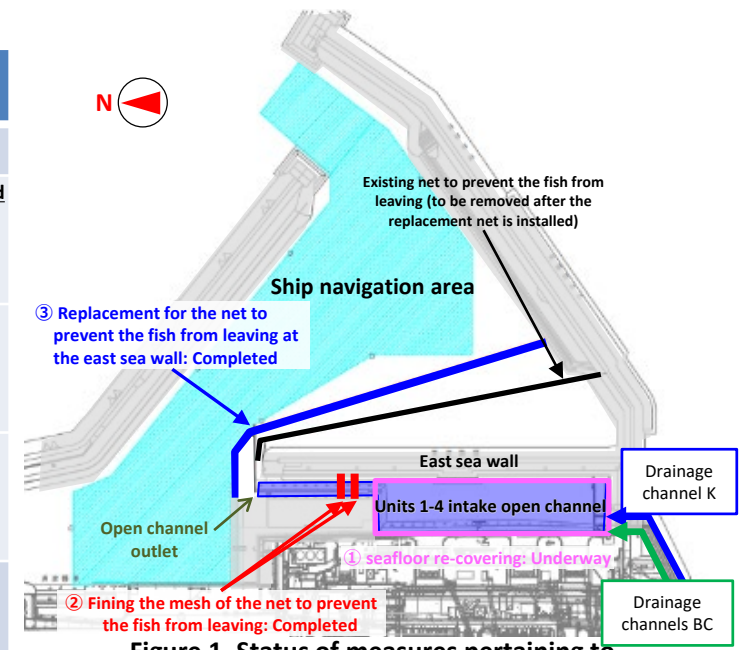 d
N
Existing net to prevent the fish from
leaving (to be removed after the
replacement net is installed)
Ship navigation area
③ Replacement for the net to
prevent the fish from leaving at
the east sea wall: Completed
East sea wall
Drainage
channel K
Units 1-4 intake open channel
Open channel
outlet
① seafloor re-covering: Underway
② Fining the mesh of the net to prevent
the fish from leaving: Completed
Drainage
channels BC
Figure 1. Status of measures pertaining to